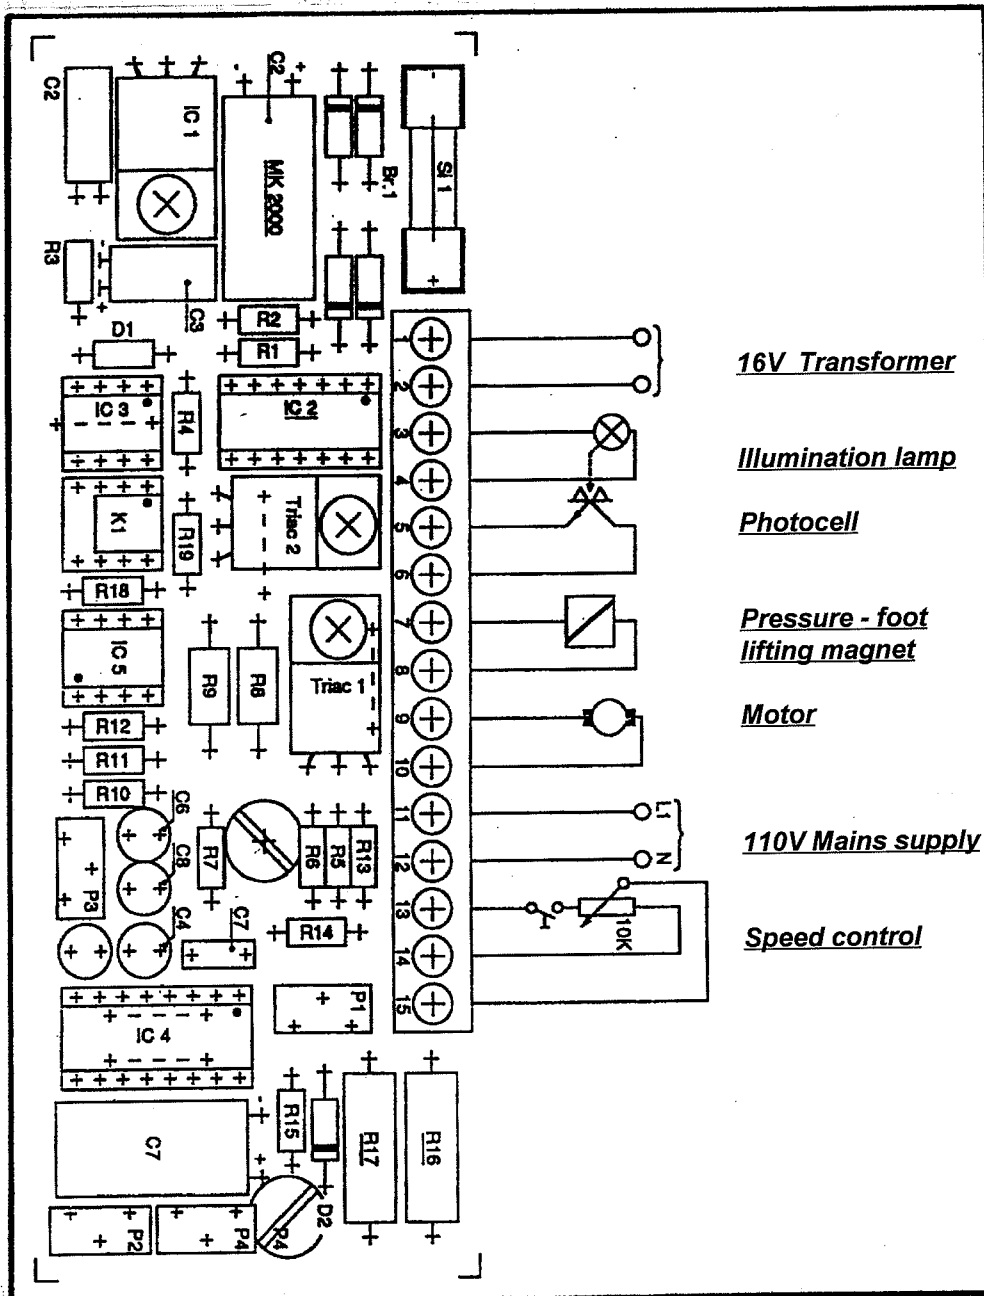 C2
IC 1
C2
MK 2000
Br.1
SI 1
R3
C3
R2
R1
D1
IC 3
R4
IC 2
K1
R19
Triac 2
R18
IC 5
R9
R8
Triac 1
R12
R11
R10
C6
C8
P3
C4
R7
C7
R6
R5
R13
R14
P1
IC 4
R15
C7
R17
R16
D2
P2
P4
R4
1
2
3
4
5
6
7
8
9
10
11
12
13
14
15
16V Transformer
Illumination lamp
Photocell
Pressure - foot
lifting magnet
Motor
L1
N
110V Mains supply
10K
Speed control